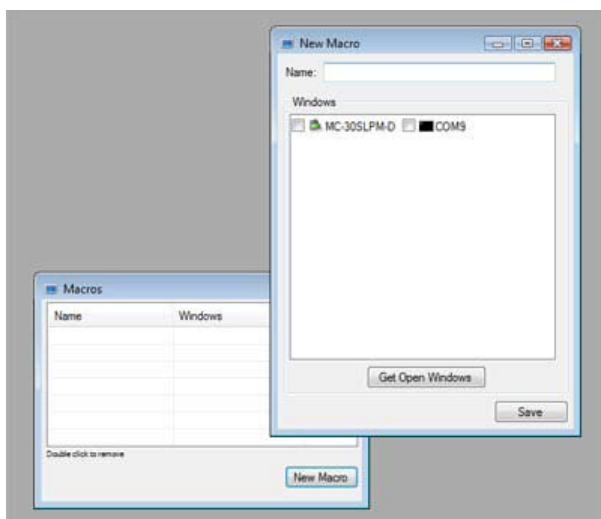 New Macro
Name:
Windows
MC-30SLPM-D COM9
Get Open Windows
Save
Macros
Name Windows
Double click to remove
New Macro